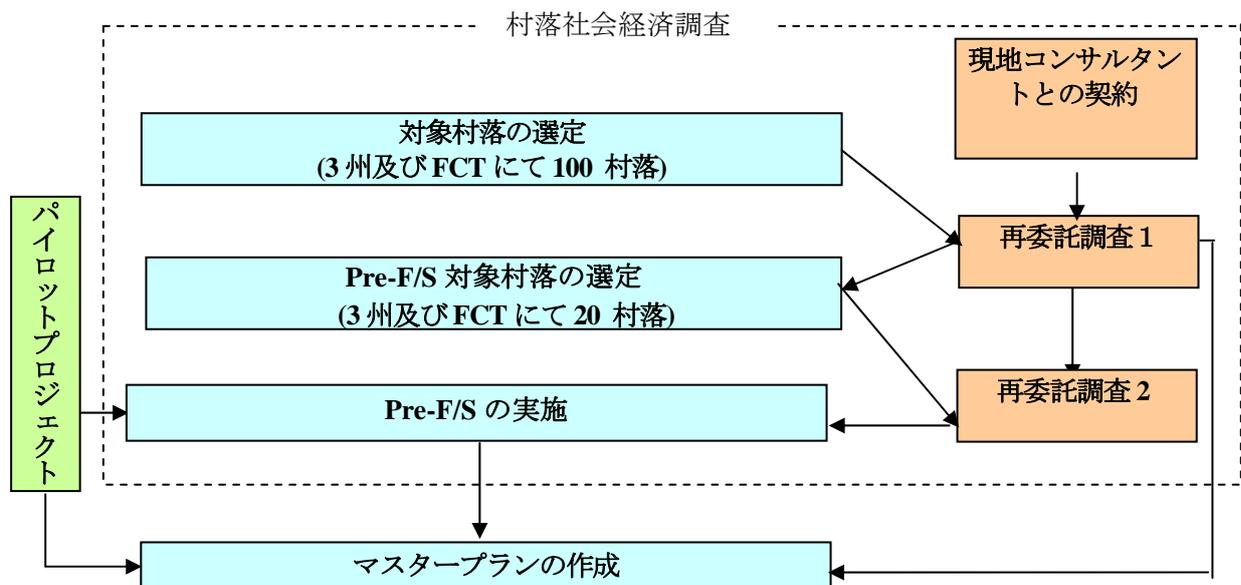 村落社会経済調査
現地コンサルタン
トとの契約
対象村落の選定
(3 州及び FCT にて 100 村落)
パイロットプロジェクト
再委託調査 1
Pre-F/S 対象村落の選定
(3 州及び FCT にて 20 村落)
再委託調査 2
Pre-F/S の実施
マスタープランの作成